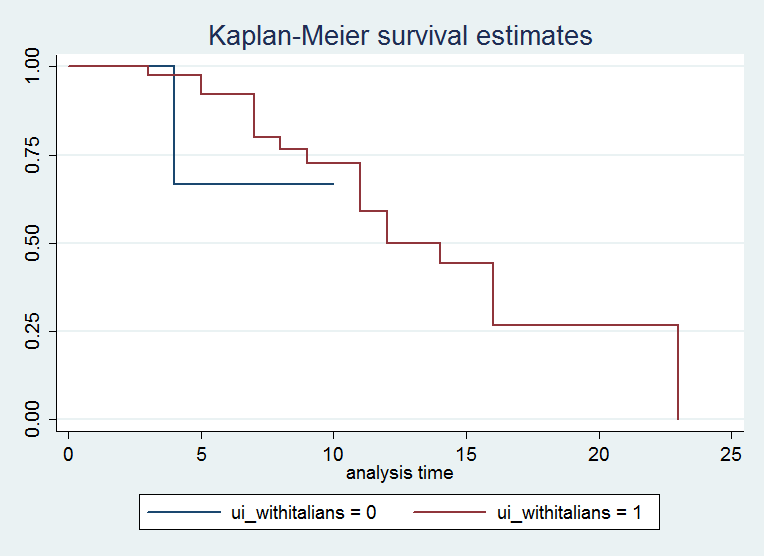 Kaplan-Meier survival estimates
1.00
0.75
0.50
0.25
0.00
0 5 10 15 20 25
analysis time
ui_withitalians = 0 ui_withitalians = 1